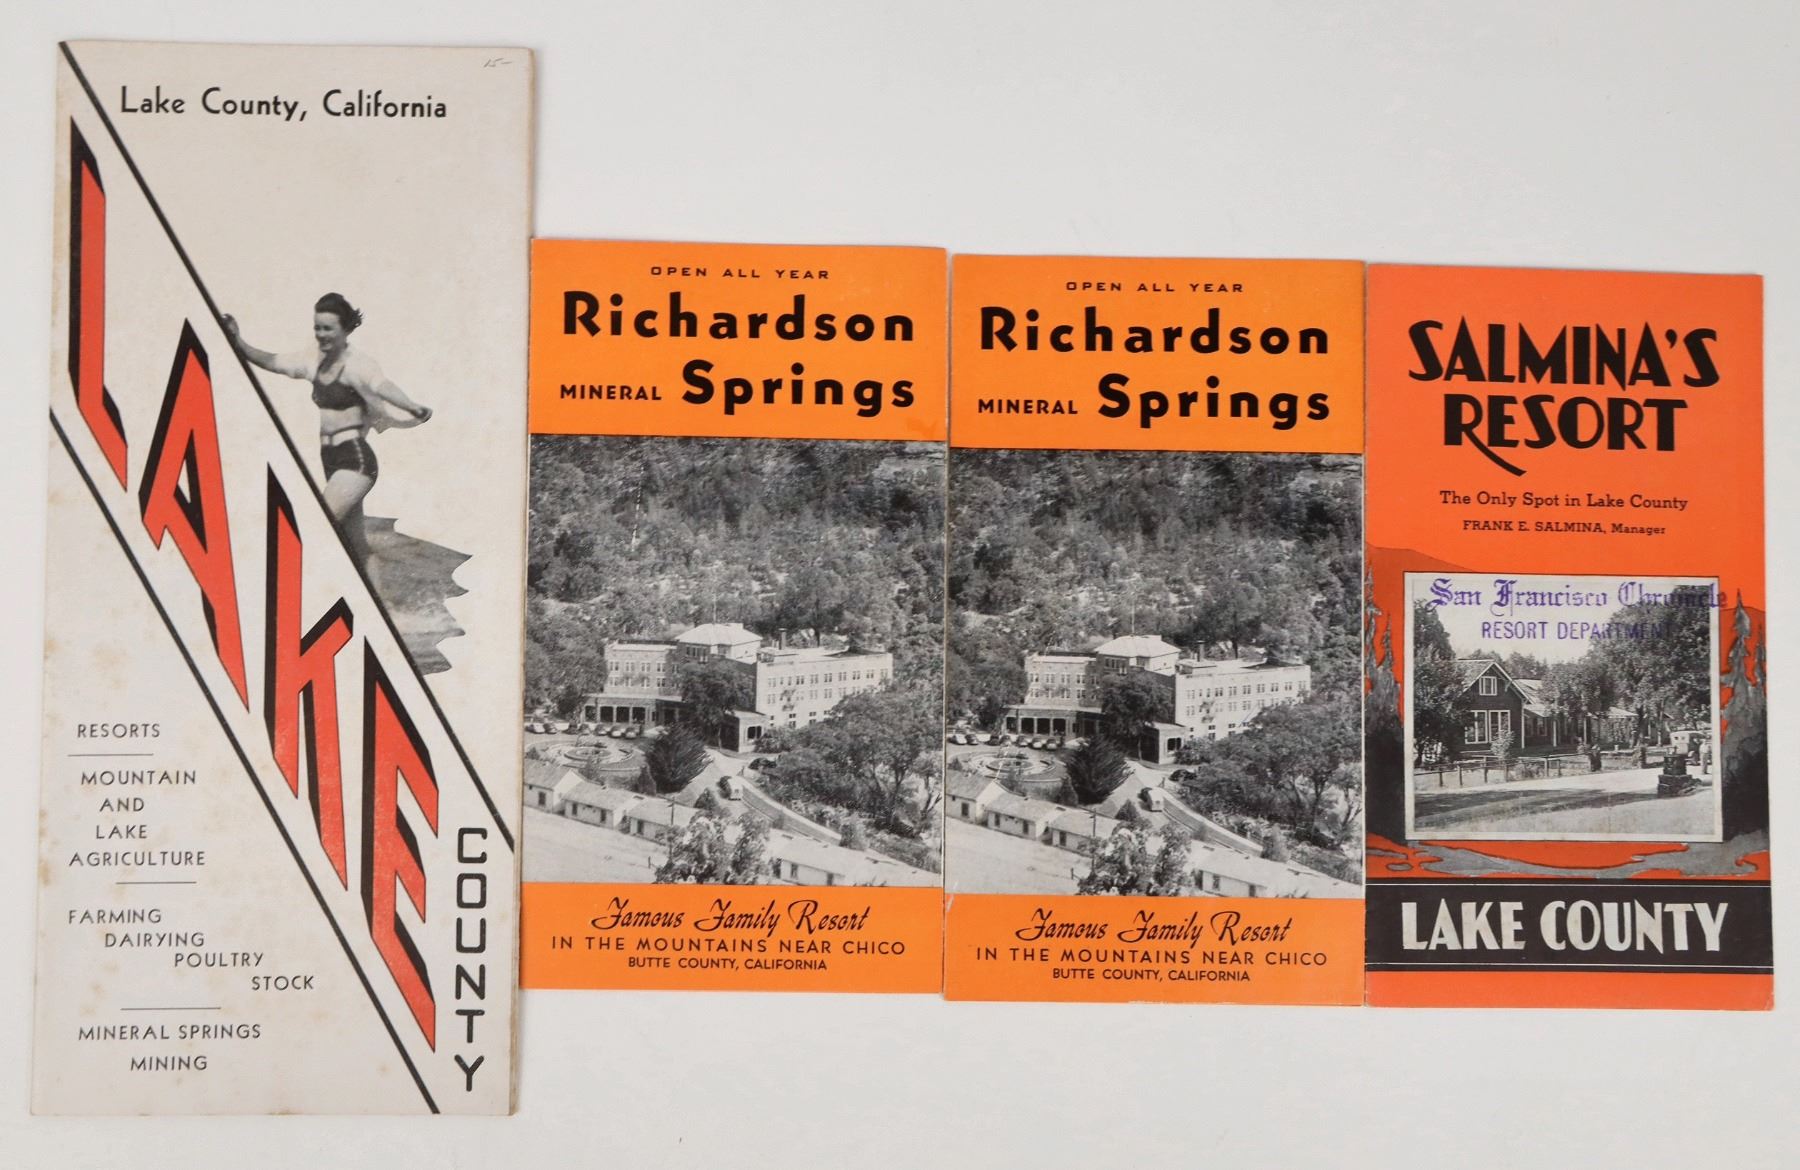 15-
Lake County, California
LAKE
COUNTY
RESORTS
MOUNTAIN
AND
LAKE
AGRICULTURE
FARMING
DAIRYING
POULTRY
STOCK
MINERAL SPRINGS
MINING
OPEN ALL YEAR
Richardson
MINERAL Springs
Famous Family Resort
IN THE MOUNTAINS NEAR CHICO
BUTTE COUNTY, CALIFORNIA
OPEN ALL YEAR
Richardson
MINERAL Springs
Famous Family Resort
IN THE MOUNTAINS NEAR CHICO
BUTTE COUNTY, CALIFORNIA
SALMINA'S
RESORT
The Only Spot in Lake County
FRANK E. SALMINA, Manager
San Francisco Chronicle
RESORT DEPARTMENT
LAKE COUNTY